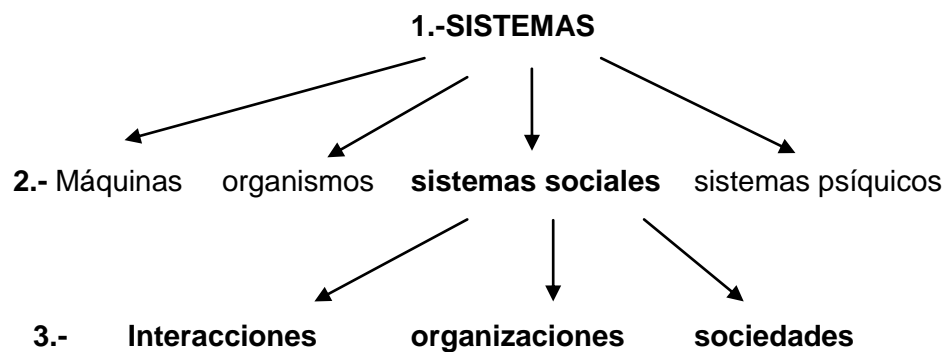 1.-SISTEMAS
2.- Máquinas organismos sistemas sociales sistemas psíquicos
3.- Interacciones organizaciones sociedades